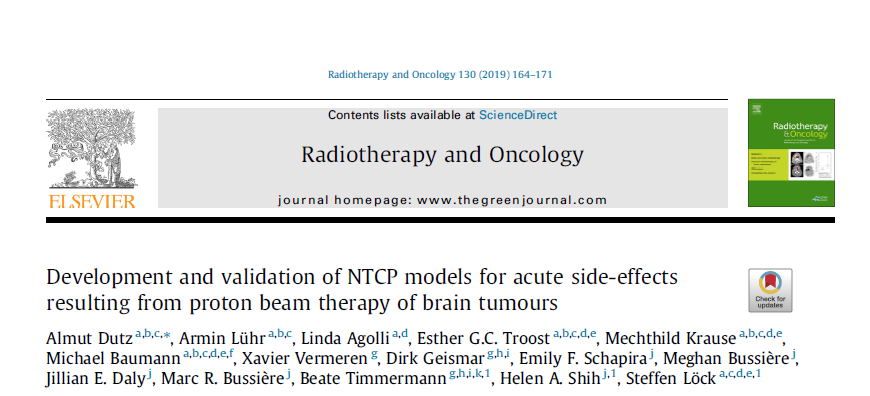 Radiotherapy and Oncology 130 (2019) 164–171
Contents lists available at ScienceDirect
Radiotherapy and Oncology
journal homepage: www.thegreenjournal.com
ELSEVIER
Radiotherapy
&Oncology
Development and validation of NTCP models for acute side-effects
resulting from proton beam therapy of brain tumours
Check for
updates
Almut Dutz a,b,c,*, Armin Lühr a,b,c, Linda Agolli a,d, Esther G.C. Troost a,b,c,d,e, Mechthild Krause a,b,c,d,e,
Michael Baumann a,b,c,d,e,f, Xavier Vermeren g, Dirk Geismar g,h,i, Emily F. Schapira j, Meghan Bussière j,
Jillian E. Daly j, Marc R. Bussière j, Beate Timmermann g,h,i,k,1, Helen A. Shih j,1, Steffen Löck a,c,d,e,1